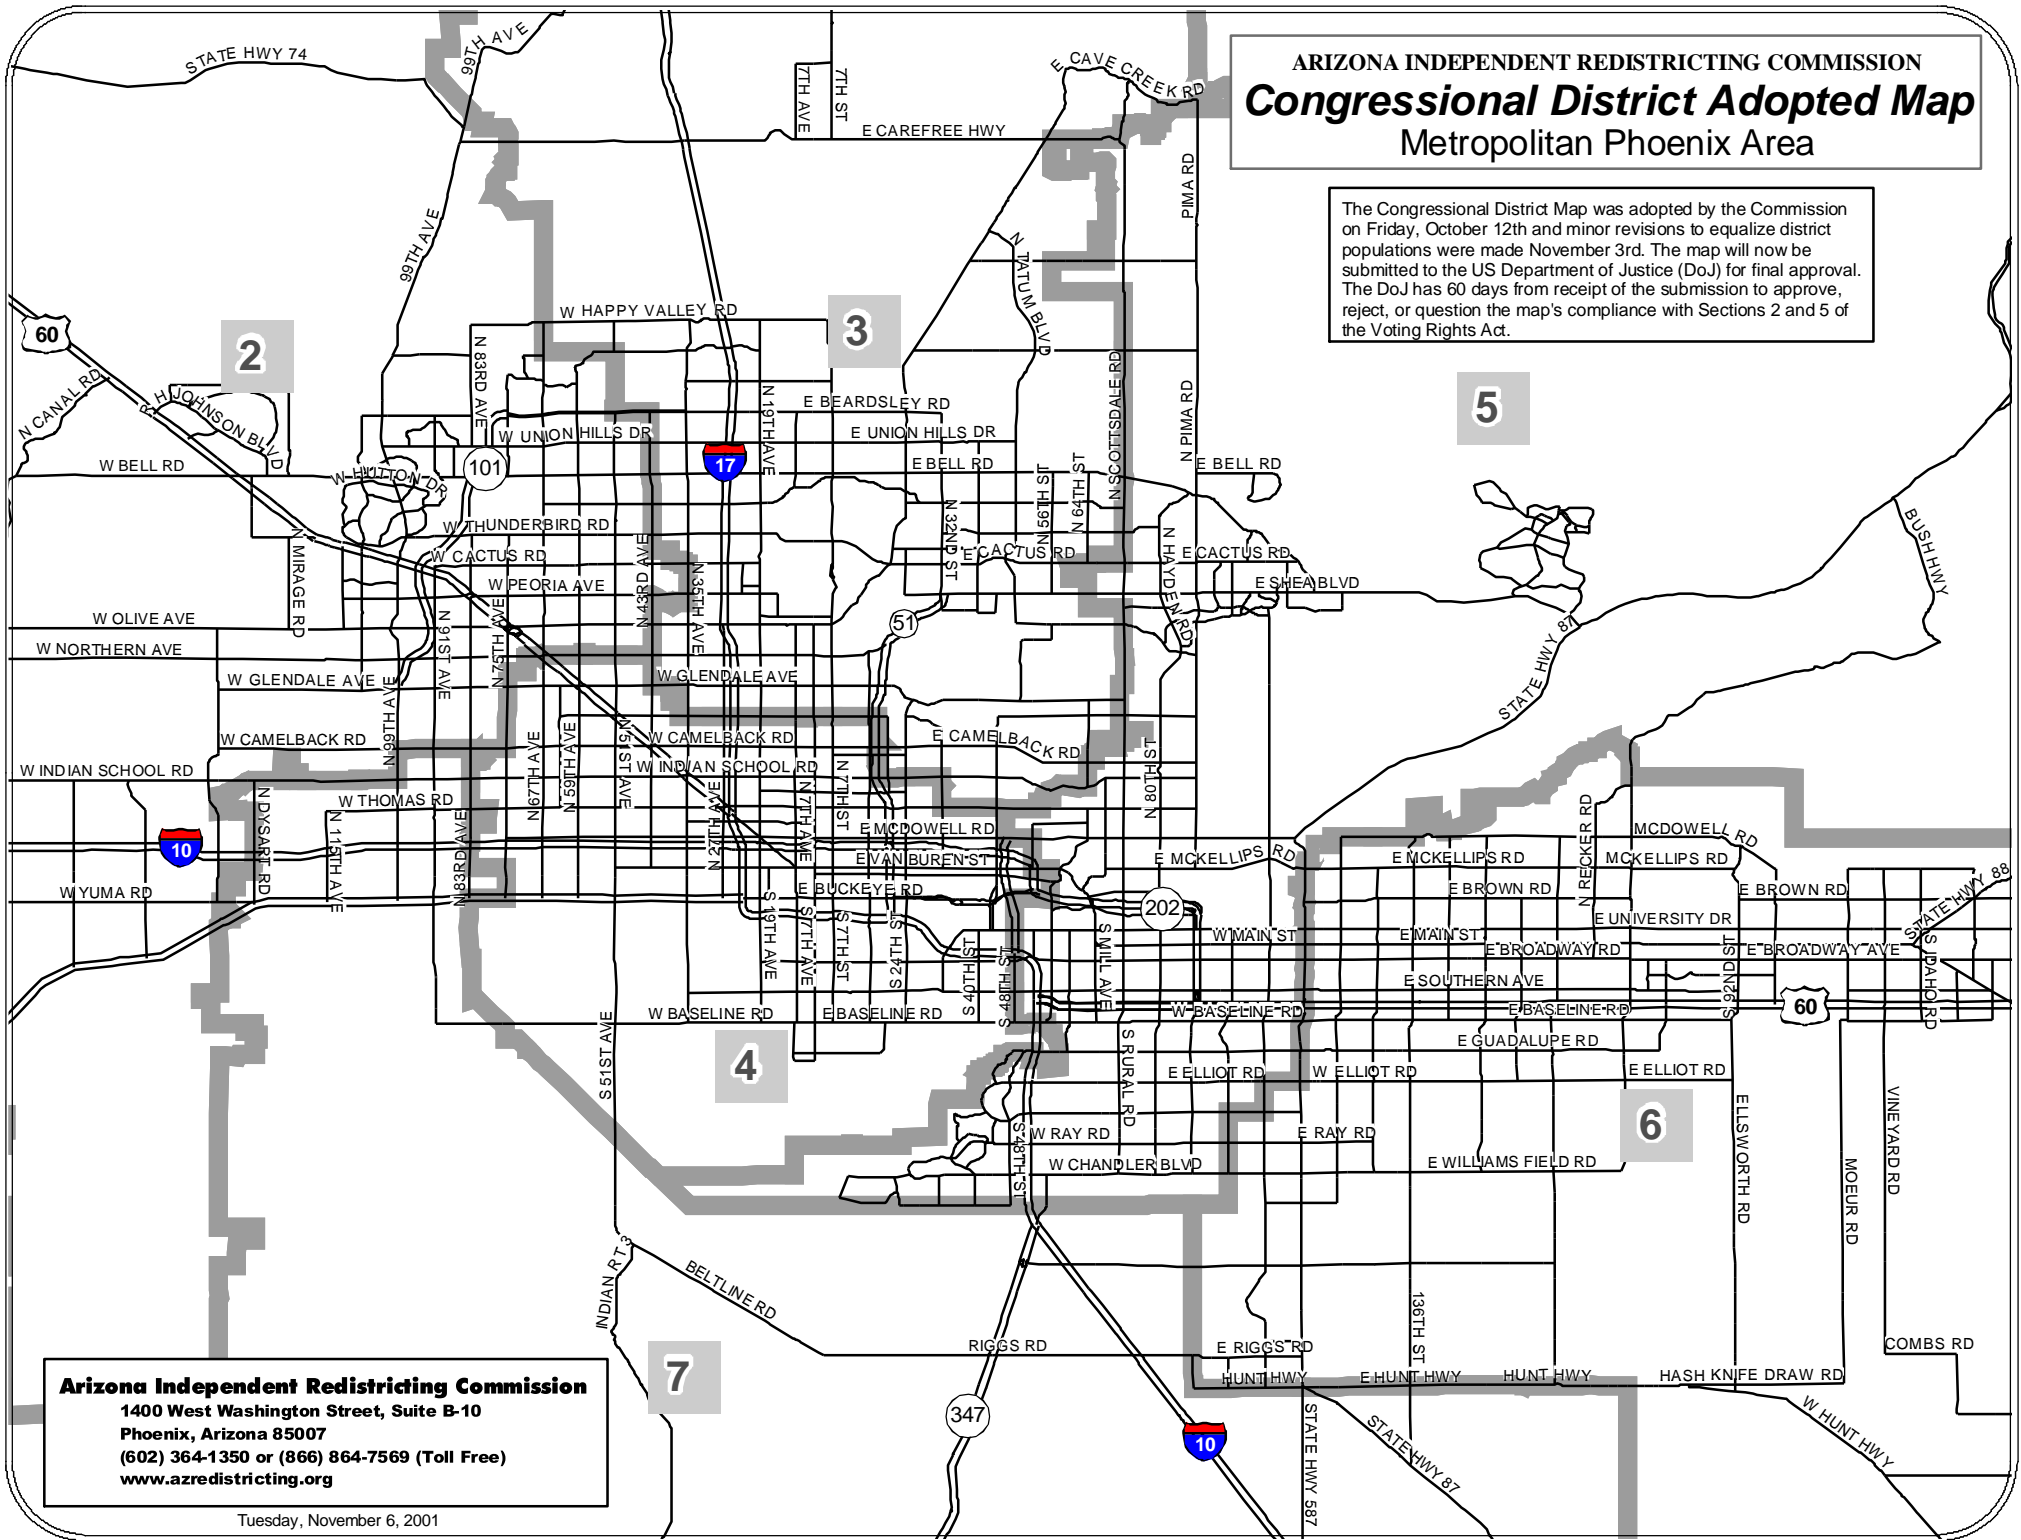 ARIZONA INDEPENDENT REDISTRICTING COMMISSION
Congressional District Adopted Map
Metropolitan Phoenix Area
The Congressional District Map was adopted by the Commission
on Friday, October 12th and minor revisions to equalize district
populations were made November 3rd. The map will now be
submitted to the US Department of Justice (DoJ) for final approval.
The DoJ has 60 days from receipt of the submission to approve,
reject, or question the map's compliance with Sections 2 and 5 of
the Voting Rights Act.
STATE HWY 74
99TH AVE
7TH AVE
7TH ST
E CAVE CREEK RD
E CAREFREE HWY
PIMA RD
99TH AVE
N TATUM BLVD
W HAPPY VALLEY RD
60
2
3
5
N CANAL RD
R H JOHNSON BLVD
N 83RD AVE
N 19TH AVE
E BEARDSLEY RD
N SCOTTSDALE RD
N PIMA RD
W UNION HILLS DR
E UNION HILLS DR
W BELL RD
W HUTTON DR
101
17
E BELL RD
E BELL RD
N 56TH ST
N 64TH ST
N 32ND ST
W THUNDERBIRD RD
N MIRAGE RD
W CACTUS RD
E CACTUS RD
N HAYDEN RD
E CACTUS RD
BUSH HWY
W PEORIA AVE
N 43RD AVE
N 35TH AVE
E SHEA BLVD
W OLIVE AVE
N 91ST AVE
N 75TH AVE
51
STATE HWY 87
W NORTHERN AVE
W GLENDALE AVE
W GLENDALE AVE
N 99TH AVE
W CAMELBACK RD
N 67TH AVE
N 59TH AVE
N 51ST AVE
W CAMELBACK RD
E CAMELBACK RD
N 80TH ST
W INDIAN SCHOOL RD
W INDIAN SCHOOL RD
N DYSART RD
W THOMAS RD
N 115TH AVE
N 83RD AVE
N 27TH AVE
N 7TH AVE
N 7TH ST
E MCDOWELL RD
N RECKER RD
MCDOWELL RD
10
E VAN BUREN ST
E MCKELLIPS RD
E MCKELLIPS RD
MCKELLIPS RD
W YUMA RD
E BUCKEYE RD
E BROWN RD
E BROWN RD
STATE HWY 88
202
S 19TH AVE
S 7TH AVE
S 7TH ST
S 24TH ST
S 40TH ST
S 48TH ST
S MILL AVE
E UNIVERSITY DR
W MAIN ST
E MAIN ST
E BROADWAY RD
S 92ND ST
E BROADWAY AVE
S IDAHO RD
E SOUTHERN AVE
S 51ST AVE
W BASELINE RD
E BASELINE RD
W BASELINE RD
E BASELINE RD
60
S RURAL RD
E GUADALUPE RD
4
E ELLIOT RD
W ELLIOT RD
E ELLIOT RD
6
S 48TH ST
W RAY RD
E RAY RD
W CHANDLER BLVD
E WILLIAMS FIELD RD
ELLSWORTH RD
MOEUR RD
VINEYARD RD
INDIAN RT 3
BELTLINE RD
136TH ST
RIGGS RD
E RIGGS RD
COMBS RD
7
HUNT HWY
E HUNT HWY
HUNT HWY
HASH KNIFE DRAW RD
W HUNT HWY
347
10
STATE HWY 587
STATE HWY 87
Arizona Independent Redistricting Commission
1400 West Washington Street, Suite B-10
Phoenix, Arizona 85007
(602) 364-1350 or (866) 864-7569 (Toll Free)
www.azredistricting.org
Tuesday, November 6, 2001